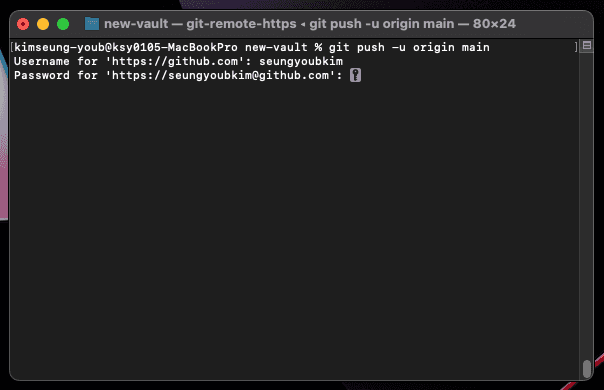 new-vault — git-remote-https ◂ git push -u origin main — 80×24
[kimseung-youb@ksy0105-MacBookPro new-vault % git push -u origin main ]
Username for 'https://github.com': seungyoubkim
Password for 'https://seungyoubkim@github.com':